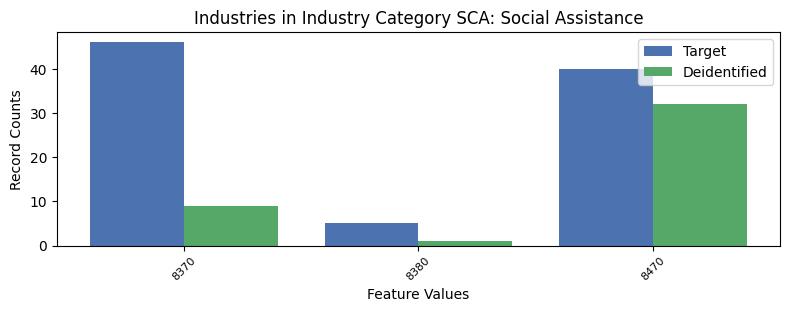 Industries in Industry Category SCA: Social Assistance
Target
Deidentified
Record Counts
40
30
20
10
0
8370
8380
8470
Feature Values